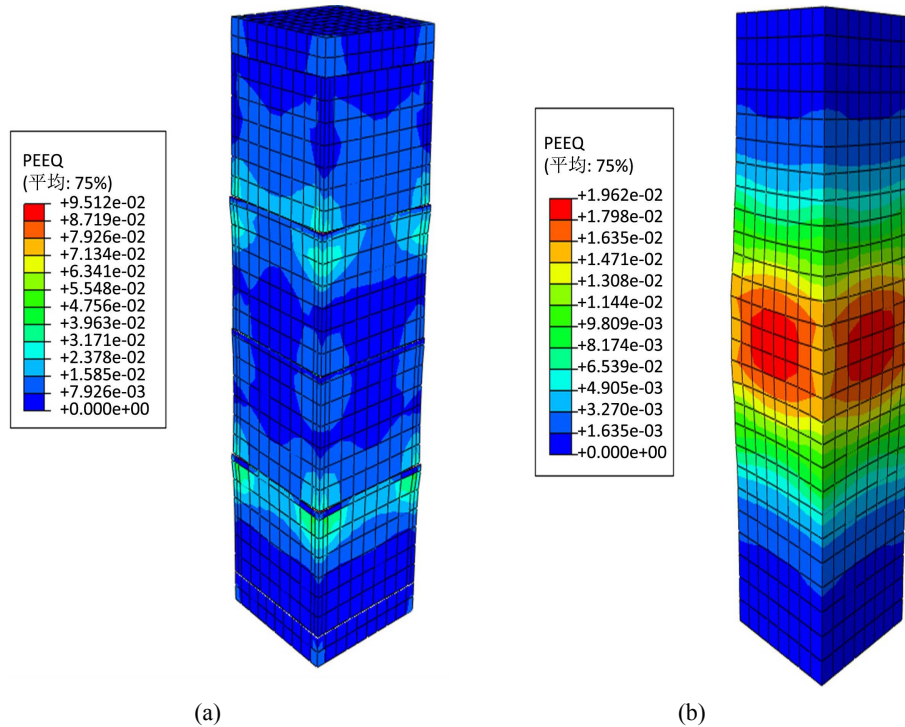 PEEQ
(平均: 75%)
+9.512e-02
+8.719e-02
+7.926e-02
+7.134e-02
+6.341e-02
+5.548e-02
+4.756e-02
+3.963e-02
+3.171e-02
+2.378e-02
+1.585e-02
+7.926e-03
+0.000e+00
PEEQ
(平均: 75%)
+1.962e-02
+1.798e-02
+1.635e-02
+1.471e-02
+1.308e-02
+1.144e-02
+9.809e-03
+8.174e-03
+6.539e-02
+4.905e-03
+3.270e-03
+1.635e-03
+0.000e+00
(a)
(b)